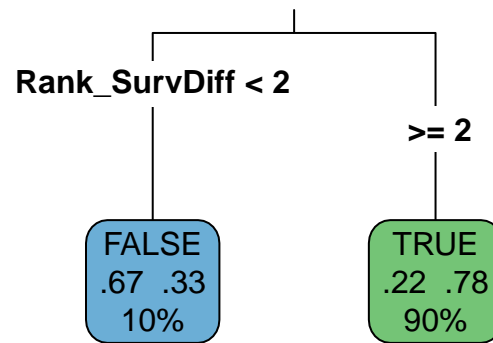 Rank_SurvDiff < 2
>= 2
FALSE
.67 .33
10%
TRUE
.22 .78
90%